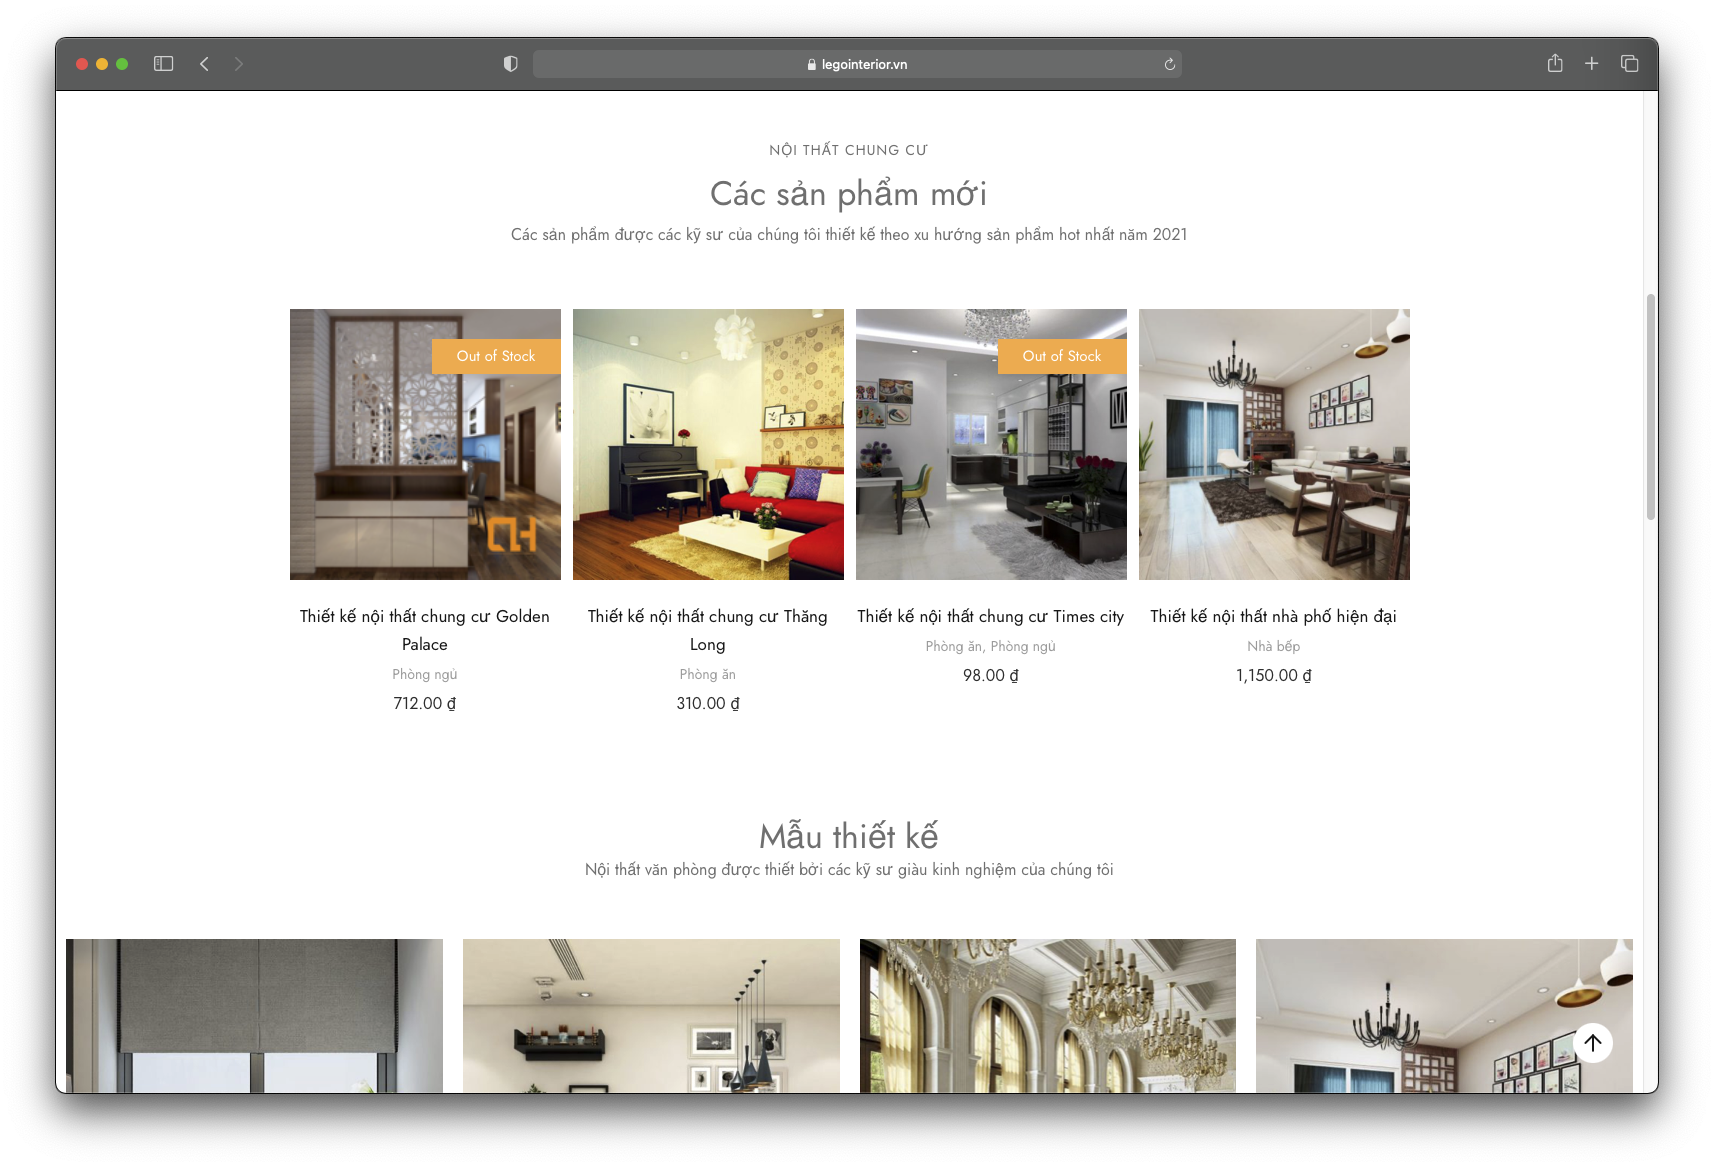 legointerior.vn
NỘI THẤT CHUNG CƯ
Các sản phẩm mới
Các sản phẩm được các kỹ sư của chúng tôi thiết kế theo xu hướng sản phẩm hot nhất năm 2021
Out of Stock
Out of Stock
Thiết kế nội thất chung cư Golden
Palace
Phòng ngủ
712.00 ₫
Thiết kế nội thất chung cư Thăng
Long
Phòng ăn
310.00 ₫
Thiết kế nội thất chung cư Times city
Phòng ăn, Phòng ngủ
98.00 ₫
Thiết kế nội thất nhà phố hiện đại
Nhà bếp
1,150.00 ₫
Mẫu thiết kế
Nội thất văn phòng được thiết bởi các kỹ sư giàu kinh nghiệm của chúng tôi